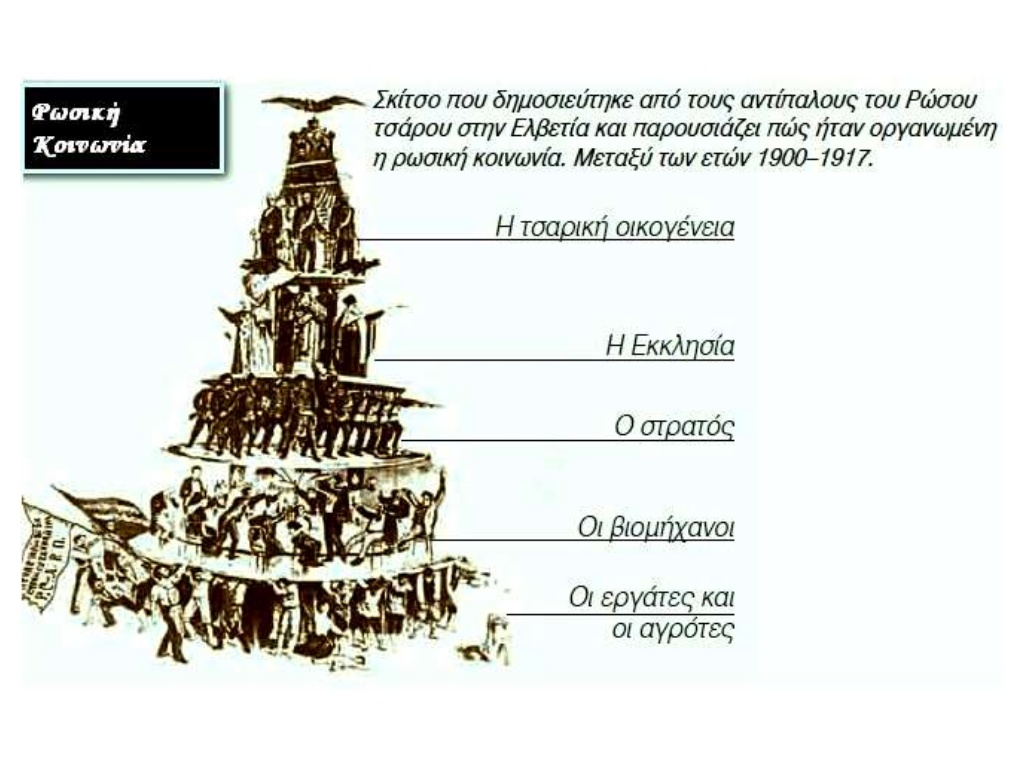 Ρωσική
Κοινωνία
Σκίτσο που δημοσιεύτηκε από τους αντίπαλους του Ρώσου
τσάρου στην Ελβετία και παρουσιάζει πώς ήταν οργανωμένη
η ρωσική κοινωνία. Μεταξύ των ετών 1900–1917.
Η τσαρική οικογένεια
Η Εκκλησία
Ο στρατός
Οι βιομήχανοι
Οι εργάτες και
οι αγρότες